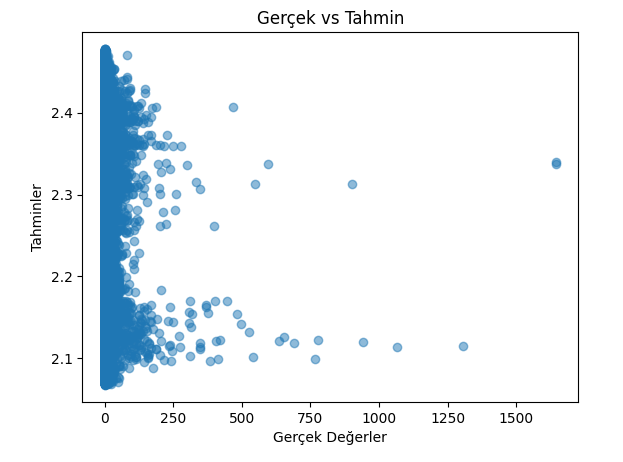 Gerçek vs Tahmin
2.4
2.3
2.2
2.1
Tahminler
0 250 500 750 1000 1250 1500
Gerçek Değerler